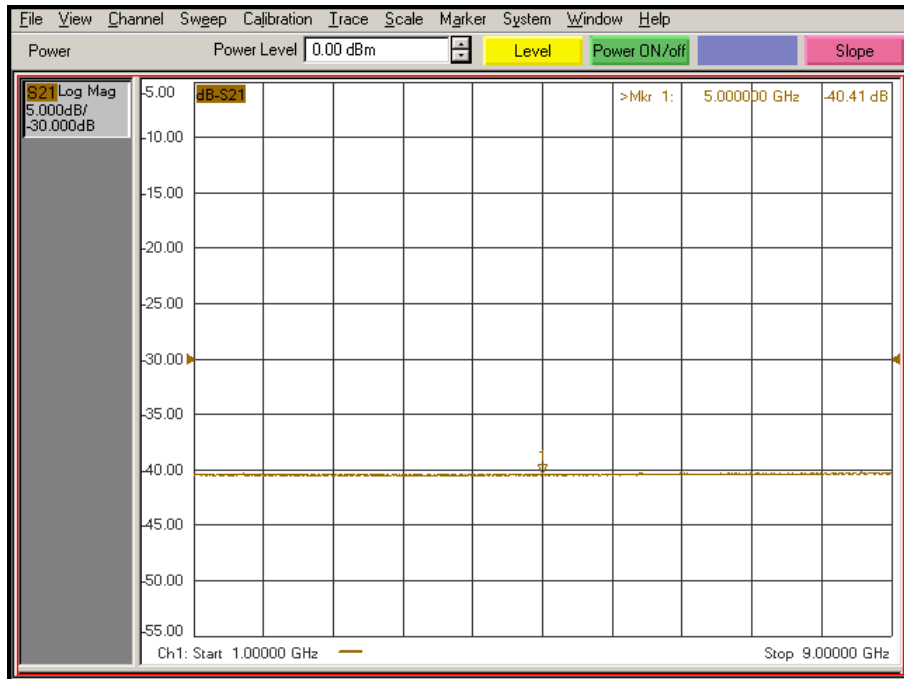 File View Channel Sweep Calibration Trace Scale Marker System Window Help
Power Power Level 0.00 dBm Level Power ON/off Slope
S21 Log Mag
5.000dB/
-30.000dB
-5.00 dB-S21 >Mkr 1: 5.000000 GHz -40.41 dB
-10.00
-15.00
-20.00
-25.00
-30.00
-35.00
1
-40.00
-45.00
-50.00
-55.00
Ch1: Start 1.00000 GHz Stop 9.00000 GHz